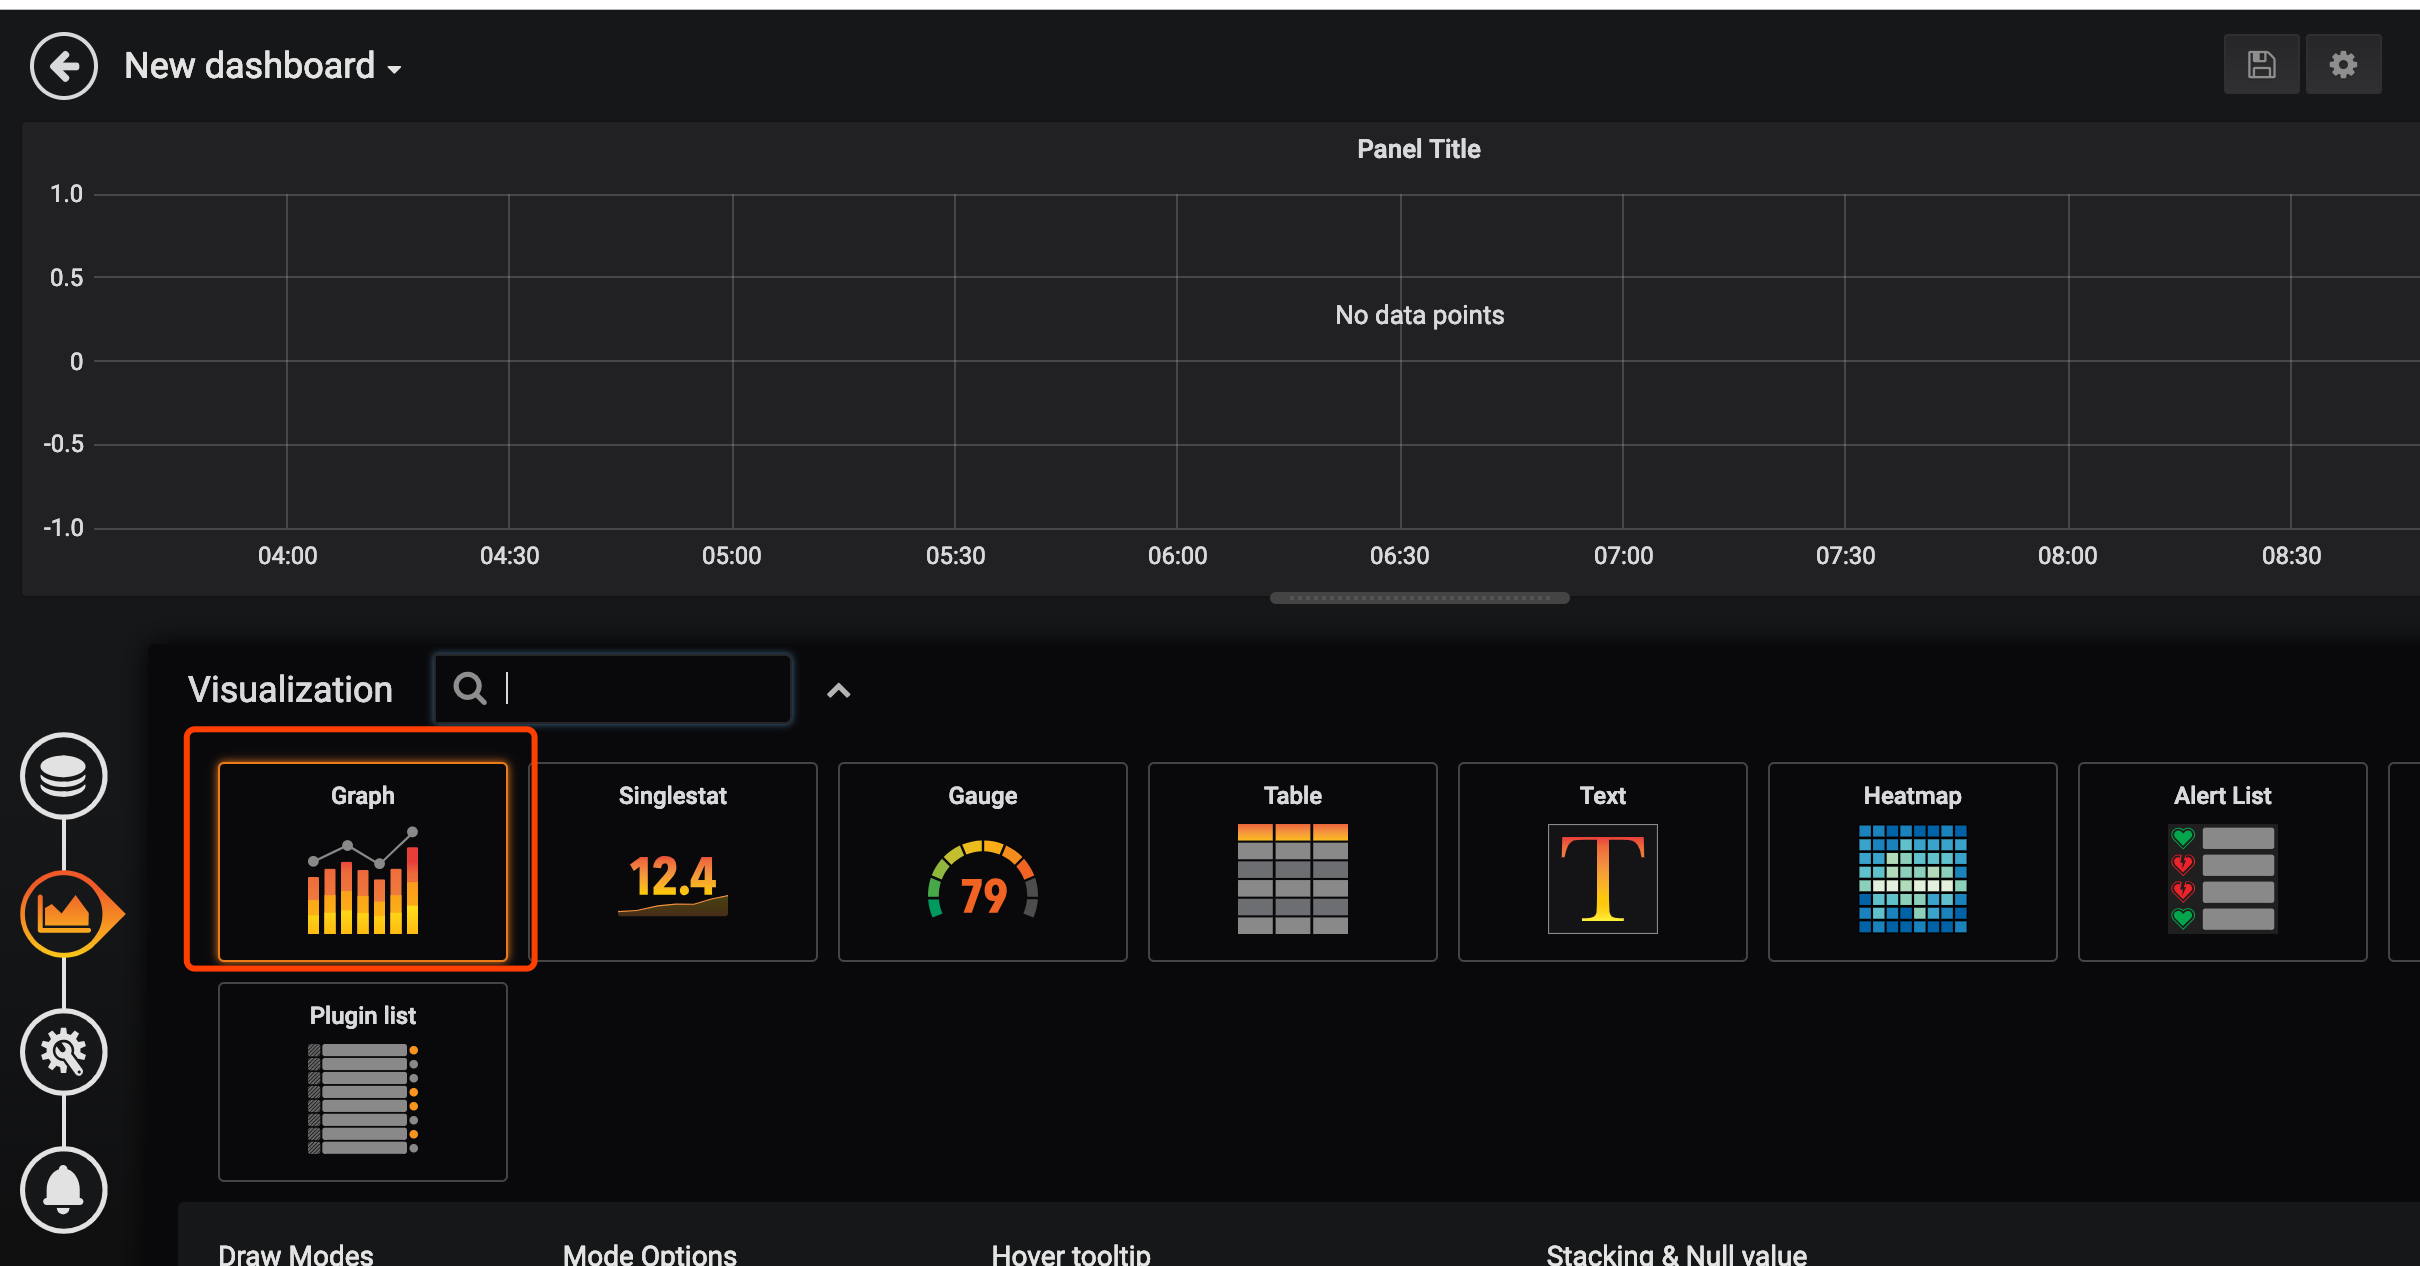 New dashboard
Panel Title
1.0
0.5
0
-0.5
-1.0
No data points
04:00 04:30 05:00 05:30 06:00 06:30 07:00 07:30 08:00 08:30
Visualization
Graph Singlestat Gauge Table Text Heatmap Alert List
12.4 79 T
Plugin list
Draw Modes Mode Options Hover tooltip Stacking & Null value